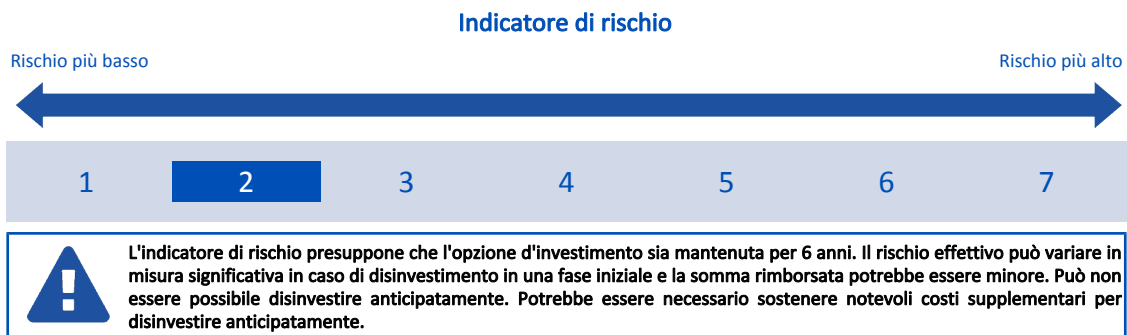 Indicatore di rischio
Rischio più basso
Rischio più alto
1 2 3 4 5 6 7
L'indicatore di rischio presuppone che l'opzione d'investimento sia mantenuta per 6 anni. Il rischio effettivo può variare in
misura significativa in caso di disinvestimento in una fase iniziale e la somma rimborsata potrebbe essere minore. Può non
essere possibile disinvestire anticipatamente. Potrebbe essere necessario sostenere notevoli costi supplementari per
disinvestire anticipatamente.